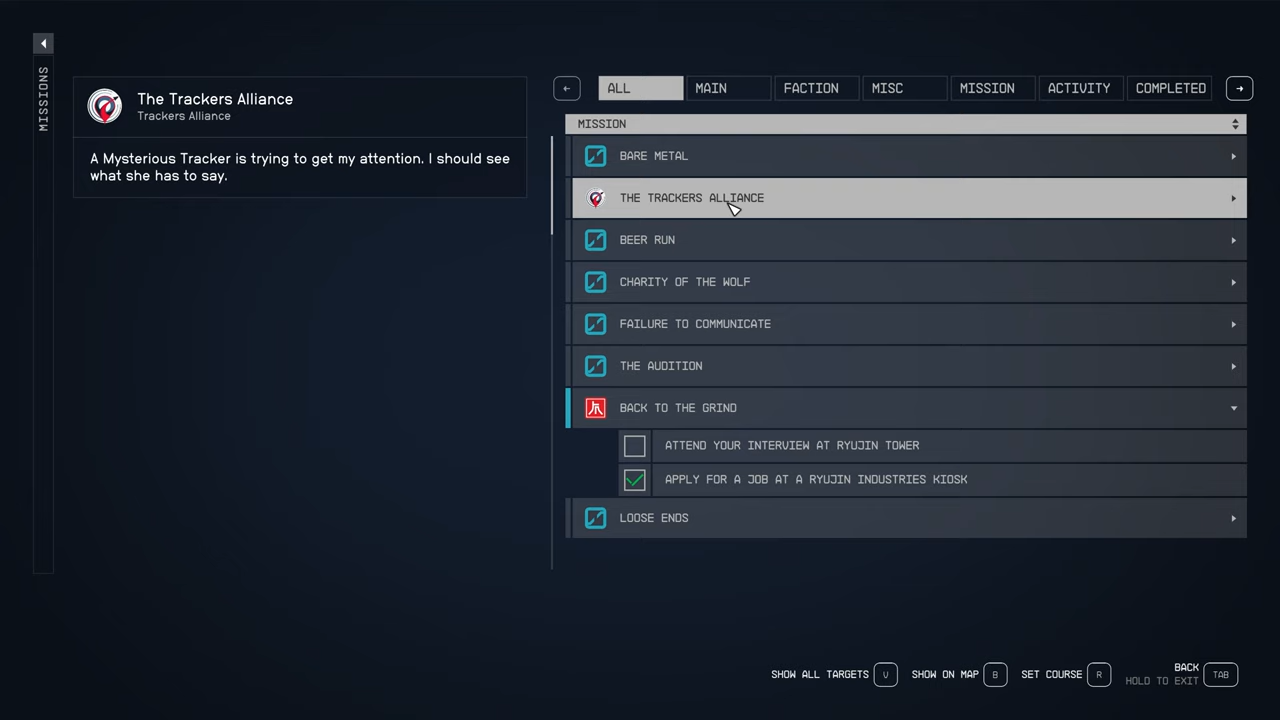 MISSIONS
The Trackers Alliance
Trackers Alliance
A Mysterious Tracker is trying to get my attention. I should see
what she has to say.
ALL
MAIN
FACTION
MISC
MISSION
ACTIVITY
COMPLETED
MISSION
BARE METAL
THE TRACKERS ALLIANCE
BEER RUN
CHARITY OF THE WOLF
FAILURE TO COMMUNICATE
THE AUDITION
BACK TO THE GRIND
ATTEND YOUR INTERVIEW AT RYUJIN TOWER
APPLY FOR A JOB AT A RYUJIN INDUSTRIES KIOSK
LOOSE ENDS
SHOW ALL TARGETS V
SHOW ON MAP B
SET COURSE R
BACK
HOLD TO EXIT
TAB